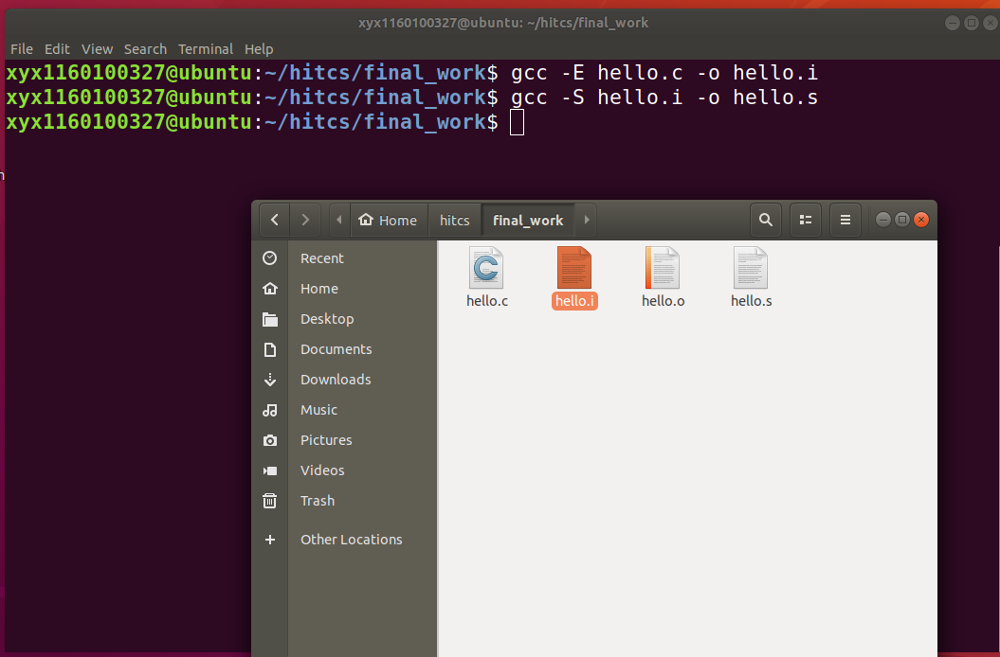 xyx1160100327@ubuntu: ~/hitcs/final_work
File Edit View Search Terminal Help
xyx1160100327@ubuntu:~/hitcs/final_work$ gcc -E hello.c -o hello.i
xyx1160100327@ubuntu:~/hitcs/final_work$ gcc -S hello.i -o hello.s
xyx1160100327@ubuntu:~/hitcs/final_work$
Home hitcs final_work
Recent
Home
Desktop
Documents
Downloads
Music
Pictures
Videos
Trash
Other Locations
hello.c hello.i hello.o hello.s